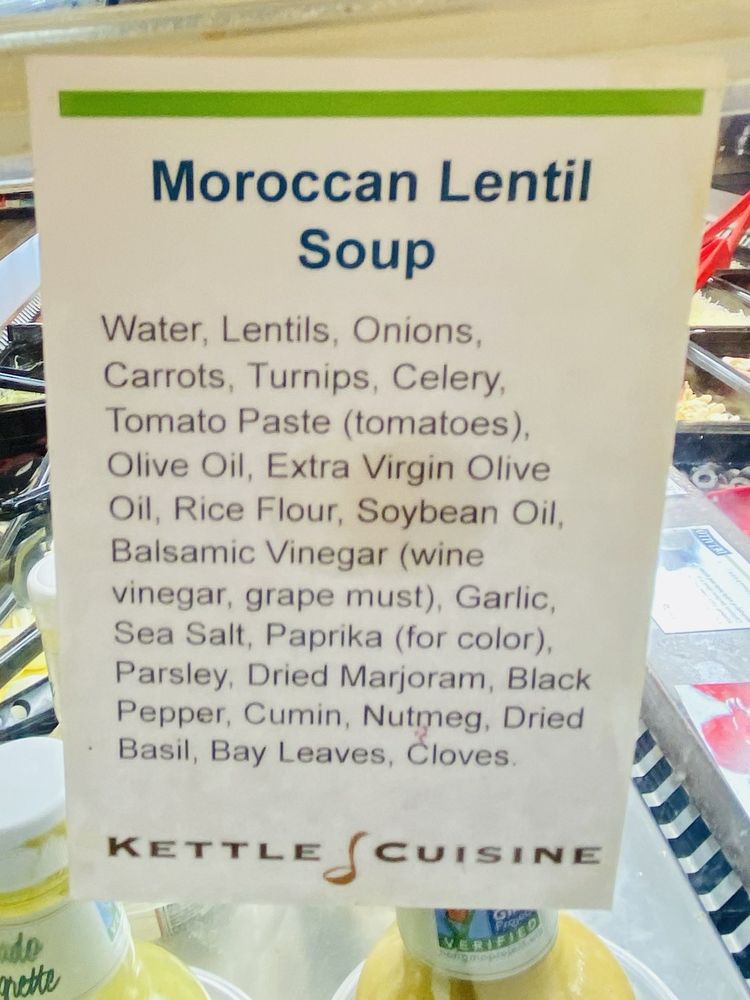 Moroccan Lentil
Soup
Water, Lentils, Onions,
Carrots, Turnips, Celery,
Tomato Paste (tomatoes),
Olive Oil, Extra Virgin Olive
Oil, Rice Flour, Soybean Oil,
Balsamic Vinegar (wine
vinegar, grape must), Garlic,
Sea Salt, Paprika (for color),
Parsley, Dried Marjoram, Black
Pepper, Cumin, Nutmeg, Dried
Basil, Bay Leaves, Cloves.
KETTLE CUISINE
VERIFIED